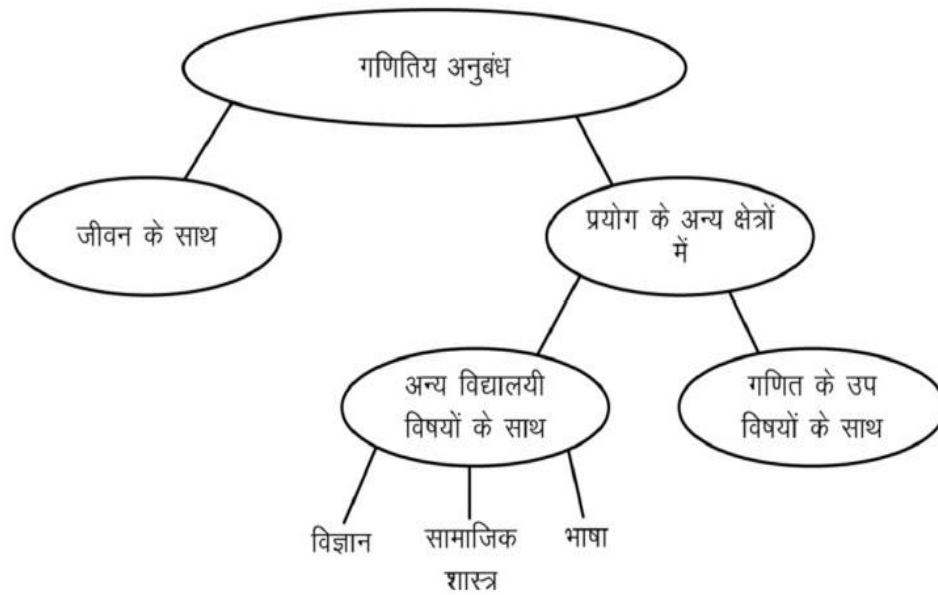 गणितिय अनुबंध
जीवन के साथ
प्रयोग के अन्य क्षेत्रों
में
अन्य विद्यालयी
विषयों के साथ
गणित के उप
विषयों के साथ
विज्ञान
सामाजिक
शास्त्र
भाषा